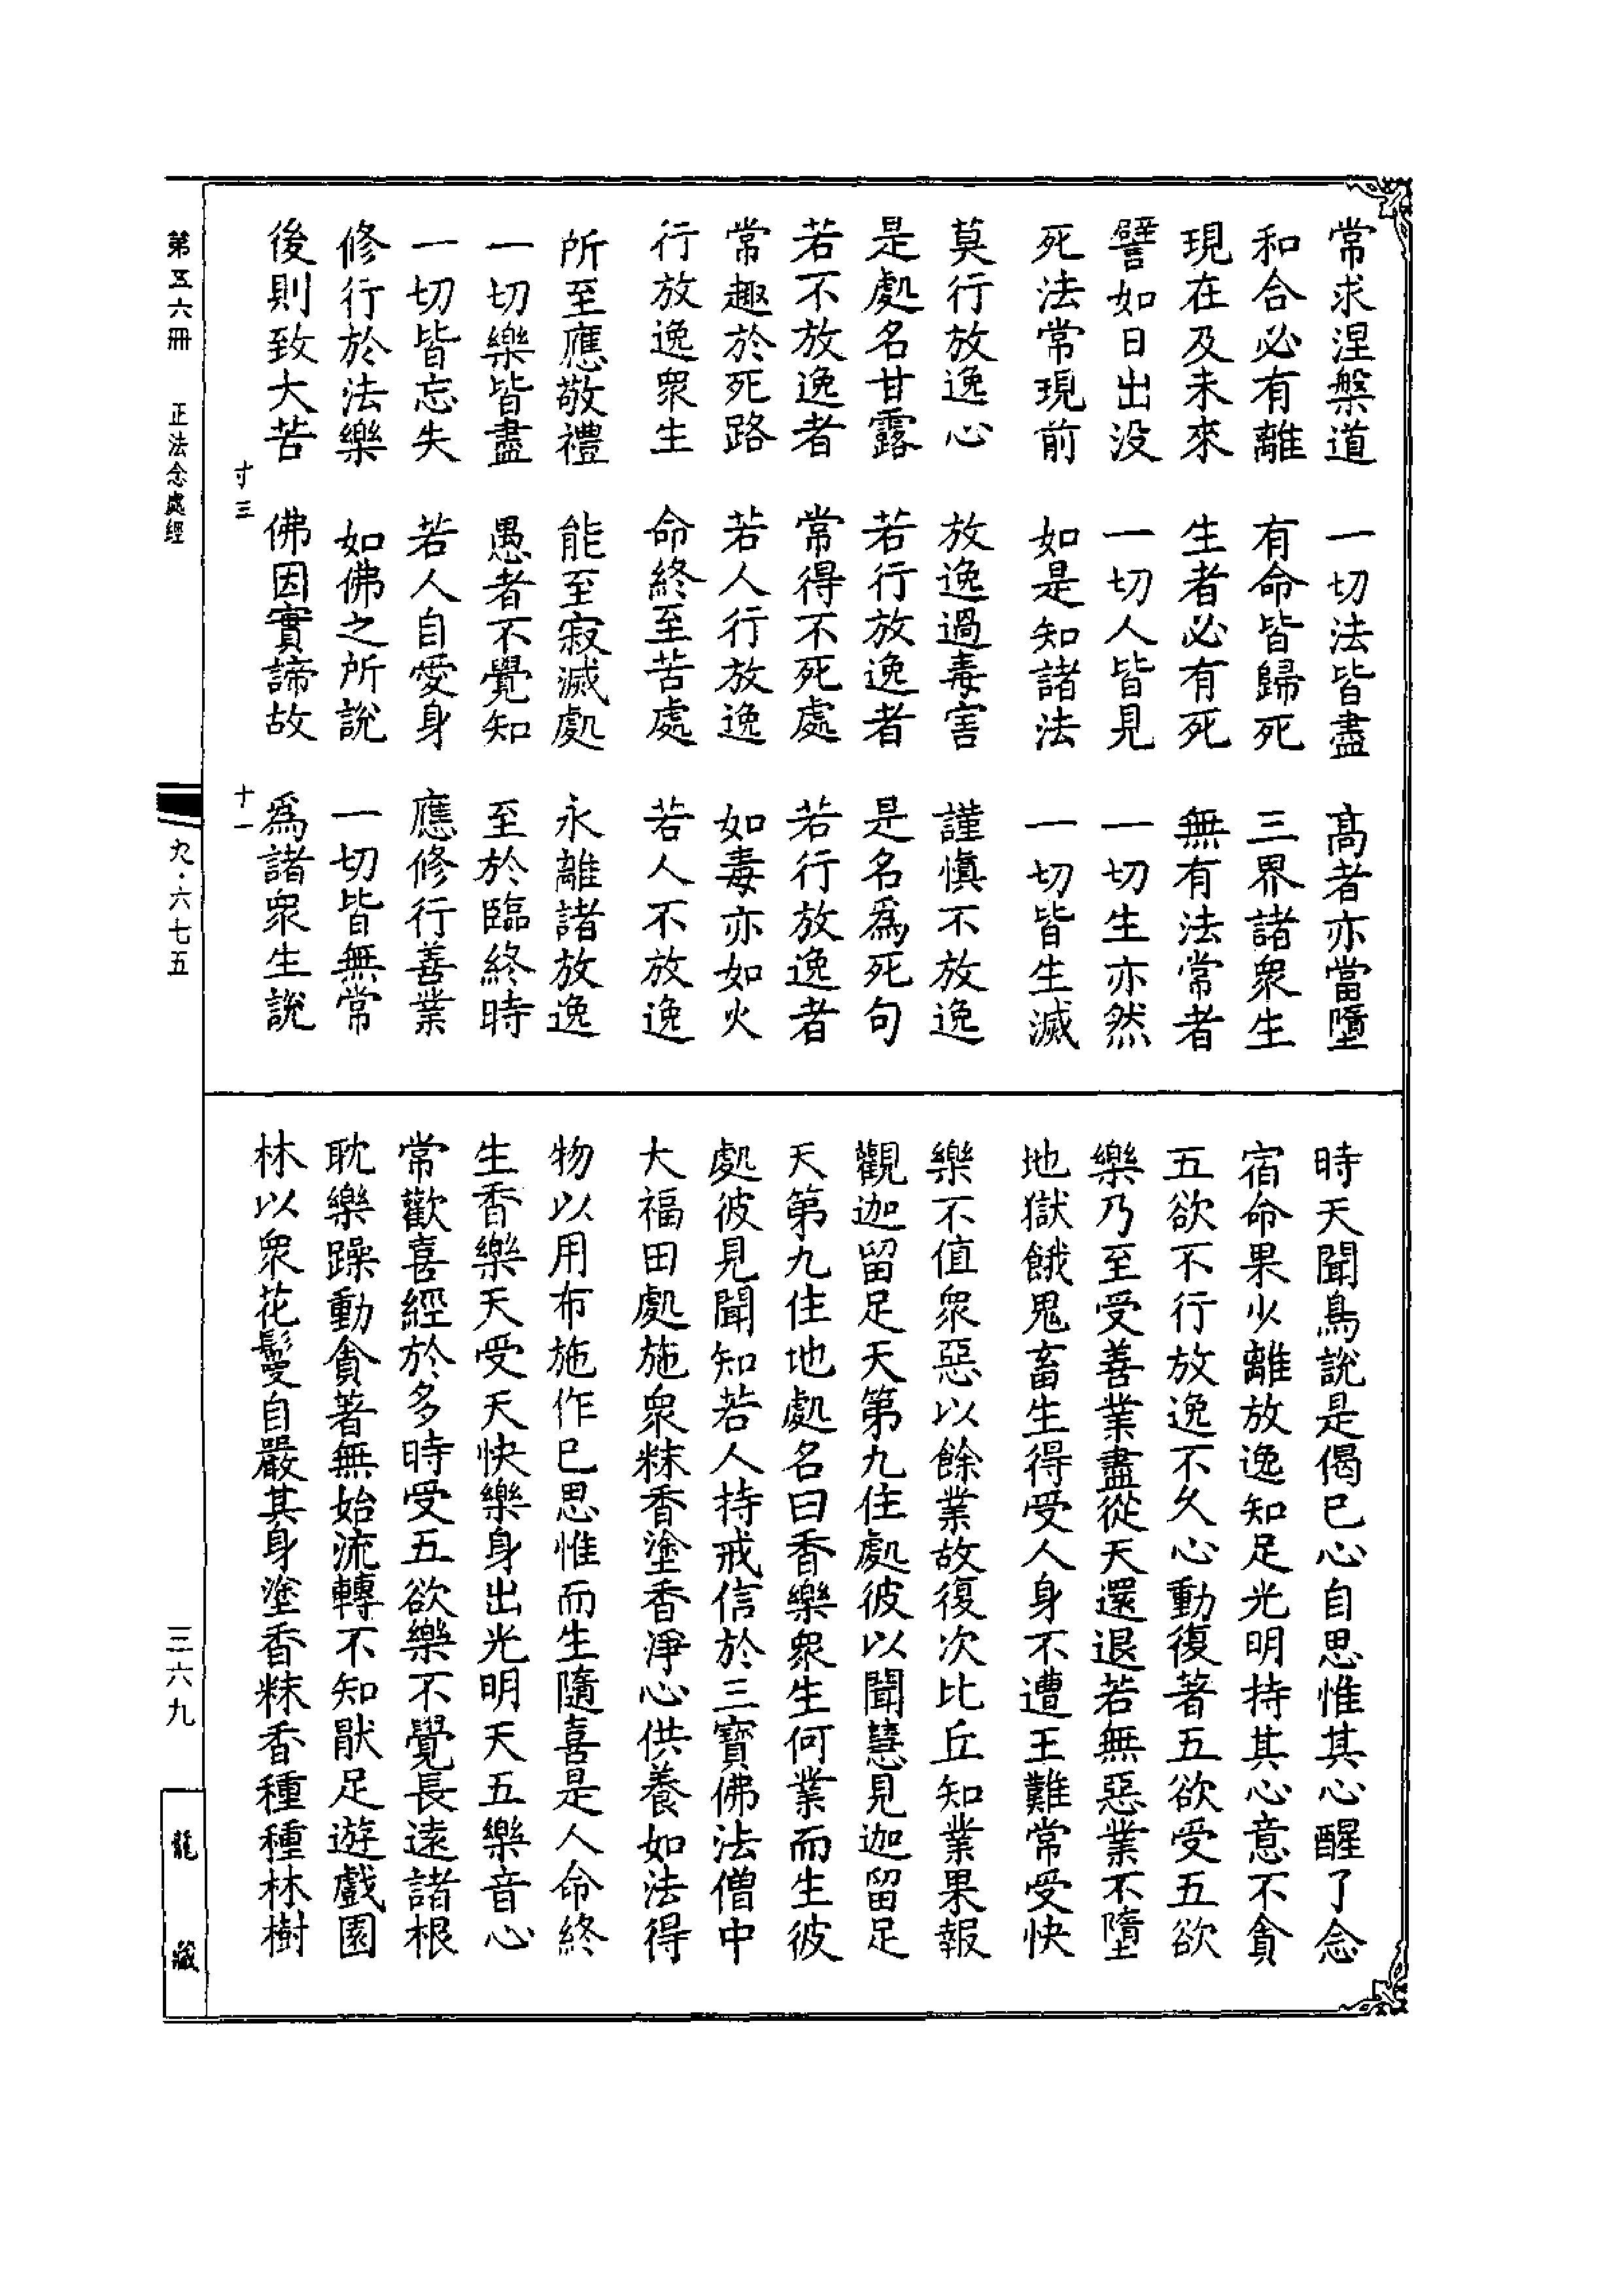 常求涅槃道　一切法皆盡　高者亦當墮
和合必有離　有命皆歸死　三界諸衆生
現在及未來　生者必有死　無有法常者
譬如日出没　一切人皆見　一切生亦然
死法常現前　如是知諸法　一切皆生滅
莫行放逸心　放逸過毒害　謹慎不放逸
是處名甘露　若行放逸者　是名爲死句
若不放逸者　常得不死處　若行放逸者
常趣於死路　若人行放逸　如毒亦如火
行放逸衆生　命終至苦處　若人不放逸
所至應敬禮　能至寂滅處　永離諸放逸
一切樂皆盡　愚者不覺知　至於臨終時
一切皆忘失　若人自愛身　應修行善業
修行於法樂　如佛之所説　一切皆無常
後則致大苦　佛因實諦故　爲諸衆生説
寸三　十一
時天聞鳥説是偈已心自思惟其心醒了念
宿命果少離放逸知足光明持其心意不貪
五欲不行放逸不久心動復著五欲受五欲
樂乃至受善業盡從天還退若無惡業不墮
地獄餓鬼畜生得受人身不遭王難常受快
樂不值衆惡以餘業故復次比丘知業果報
觀迦留足天第九住處彼以聞慧見迦留足
天第九住地處名曰香樂衆生何業而生彼
處彼見聞知若人持戒信於三寶佛法僧中
大福田處施衆粖香塗香淨心供養如法得
物以用布施作已思惟而生隨喜是人命終
生香樂天受天快樂身出光明天五樂音心
常歡喜經於多時受五欲樂不覺長遠諸根
耽樂躁動貪著無始流轉不知猒足遊戲園
林以衆花鬘自嚴其身塗香粖香種種林樹
第五六冊　正法念處經　九·六七五　三六九　龍藏